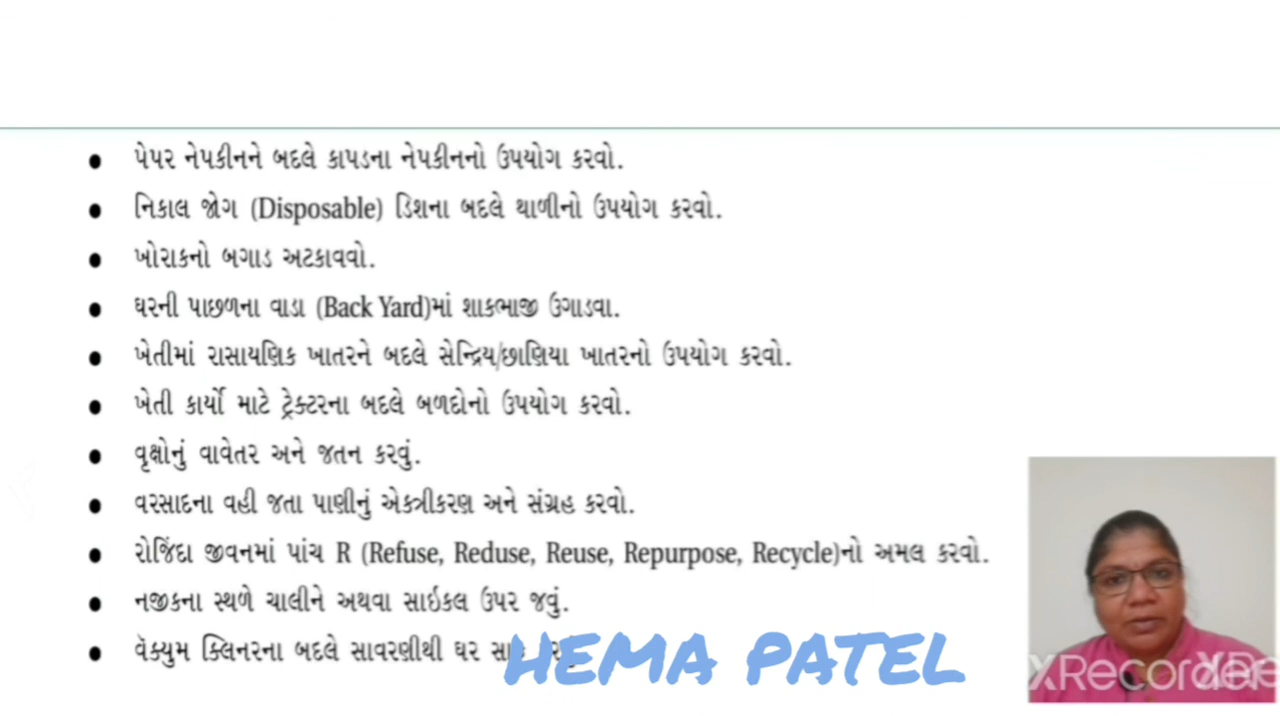 ● પેપર નેપકીનને બદલે કાપડના નેપકીનનો ઉપયોગ કરવો.
● નિકાલ જોગ (Disposable) ડિશના બદલે થાળીનો ઉપયોગ કરવો.
● ખોરાકનો બગાડ અટકાવવો.
● ઘરની પાછળના વાડા (Back Yard)માં શાકભાજી ઉગાડવા.
● ખેતીમાં રાસાયણિક ખાતરને બદલે સેન્દ્રિય/છાણિયા ખાતરનો ઉપયોગ કરવો.
● ખેતી કાર્યો માટે ટ્રેક્ટરના બદલે બળદોનો ઉપયોગ કરવો.
● વૃક્ષોનું વાવેતર અને જતન કરવું.
● વરસાદના વહી જતા પાણીનું એકત્રીકરણ અને સંગ્રહ કરવો.
● રોજિંદા જીવનમાં પાંચ R (Refuse, Reduse, Reuse, Repurpose, Recycle)નો અમલ કરવો.
● નજીકના સ્થળે ચાલીને અથવા સાઇકલ ઉપર જવું.
● વૅક્યુમ ક્લિનરના બદલે સાવરણીથી ઘર
HEMA PATEL
XRecorder